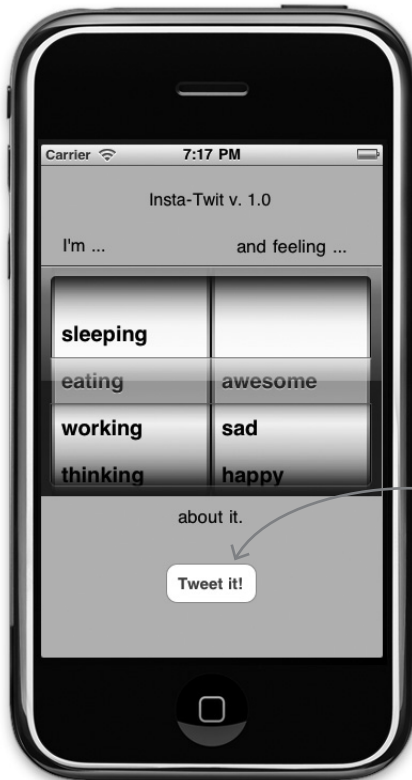 Carrier 7:17 PM
Insta-Twit v. 1.0
I'm ... and feeling ...
sleeping
eating awesome
working sad
thinking happy
about it.
Tweet it!